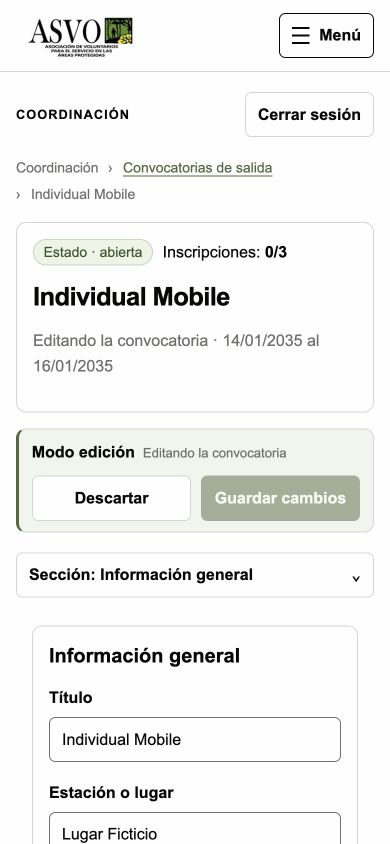 ASVO
ASOCIACIÓN DE VOLUNTARIOS
PARA EL SERVICIO EN LAS
ÁREAS PROTEGIDAS
Menú
COORDINACIÓN
Cerrar sesión
Coordinación › Convocatorias de salida
› Individual Mobile
Estado · abierta Inscripciones: 0/3
Individual Mobile
Editando la convocatoria · 14/01/2035 al
16/01/2035
Modo edición Editando la convocatoria
Descartar
Guardar cambios
Sección: Información general
Información general
Título
Individual Mobile
Estación o lugar
Lugar Ficticio